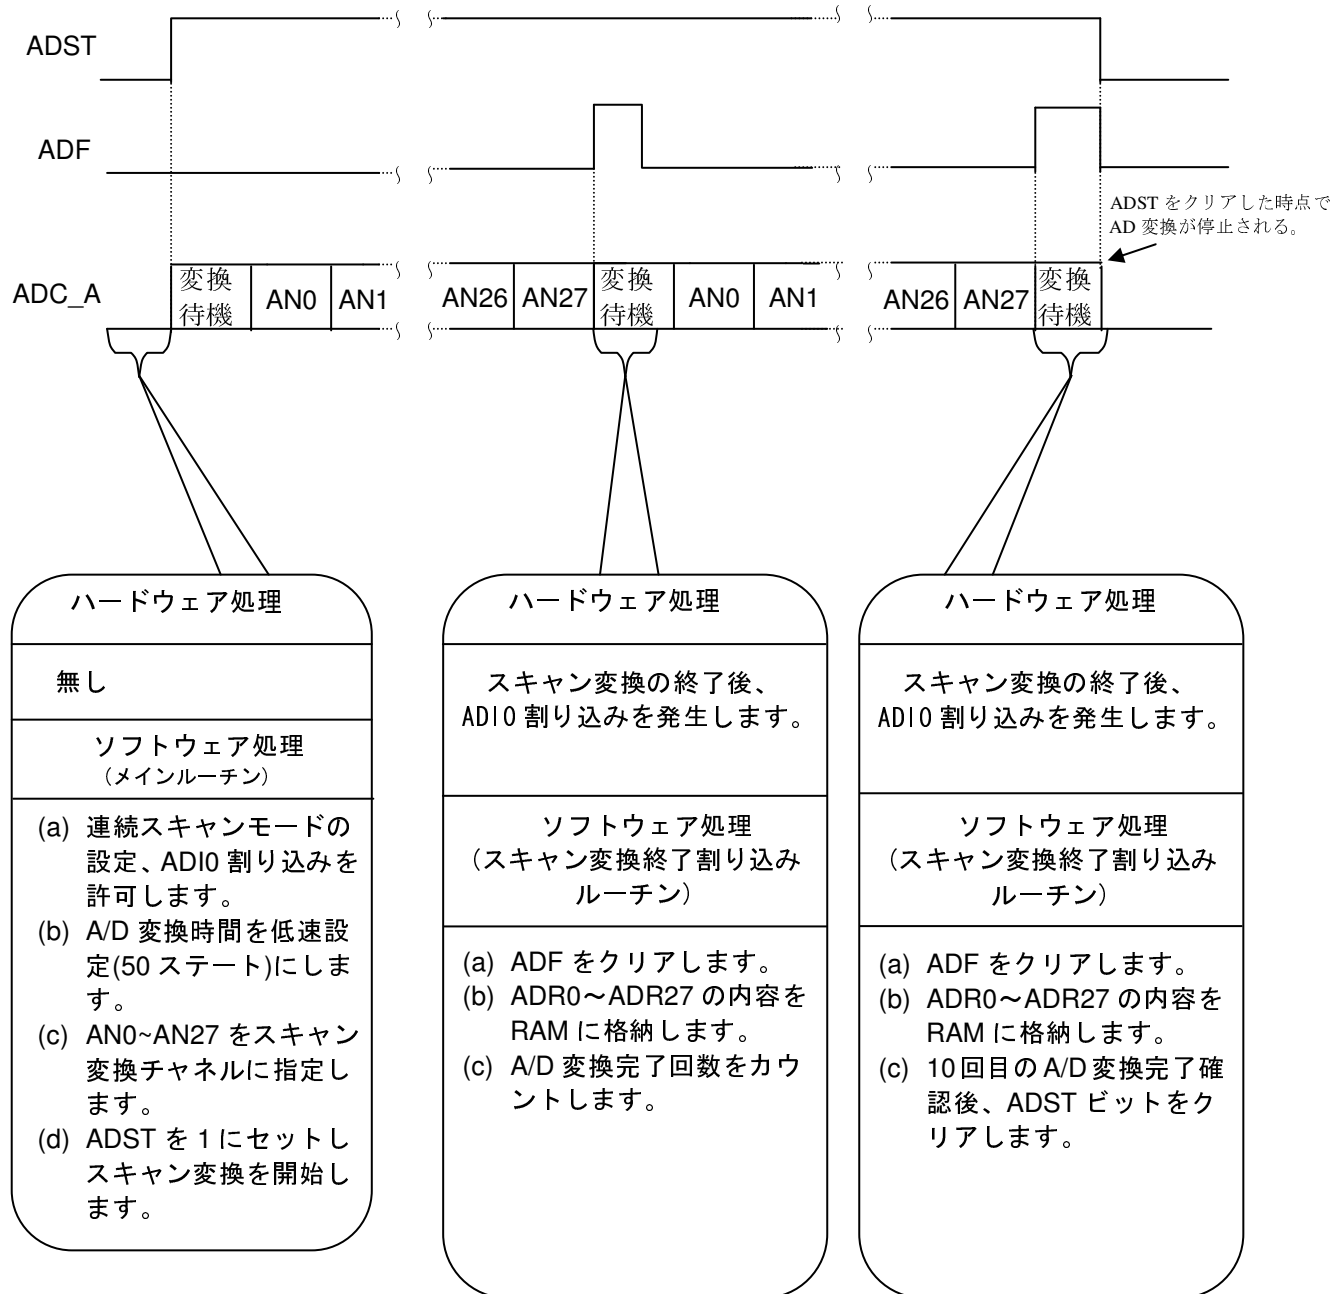 ADST
ADF
ADST をクリアした時点で
AD 変換が停止される。
ADC_A
変換
待機
AN0
AN1
AN26
AN27
変換
待機
AN0
AN1
AN26
AN27
変換
待機
ハードウェア処理
無し
ソフトウェア処理
(メインルーチン)
(a) 連続スキャンモードの
設定、ADI0 割り込みを
許可します。
(b) A/D 変換時間を低速設
定(50 ステート)にしま
す。
(c) AN0~AN27 をスキャン
変換チャネルに指定し
ます。
(d) ADST を 1 にセットし
スキャン変換を開始し
ます。
ハードウェア処理
スキャン変換の終了後、
ADI0 割り込みを発生します。
ソフトウェア処理
(スキャン変換終了割り込み
ルーチン)
(a) ADF をクリアします。
(b) ADR0～ADR27 の内容を
RAM に格納します。
(c) A/D 変換完了回数をカウ
ントします。
ハードウェア処理
スキャン変換の終了後、
ADI0 割り込みを発生します。
ソフトウェア処理
(スキャン変換終了割り込み
ルーチン)
(a) ADF をクリアします。
(b) ADR0～ADR27 の内容を
RAM に格納します。
(c) 10 回目の A/D 変換完了確
認後、ADST ビットをク
リアします。